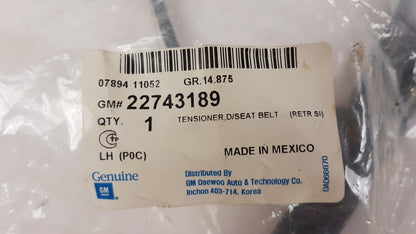 07894 11052 GR.14.875
GM# 22743189
QTY. 1 TENSIONER,D/SEAT BELT (RETR SI)
LH (P0C) MADE IN MEXICO
Genuine
GM
Distributed By
GM Daewoo Auto & Technology Co.
Inchon 403-714. Korea